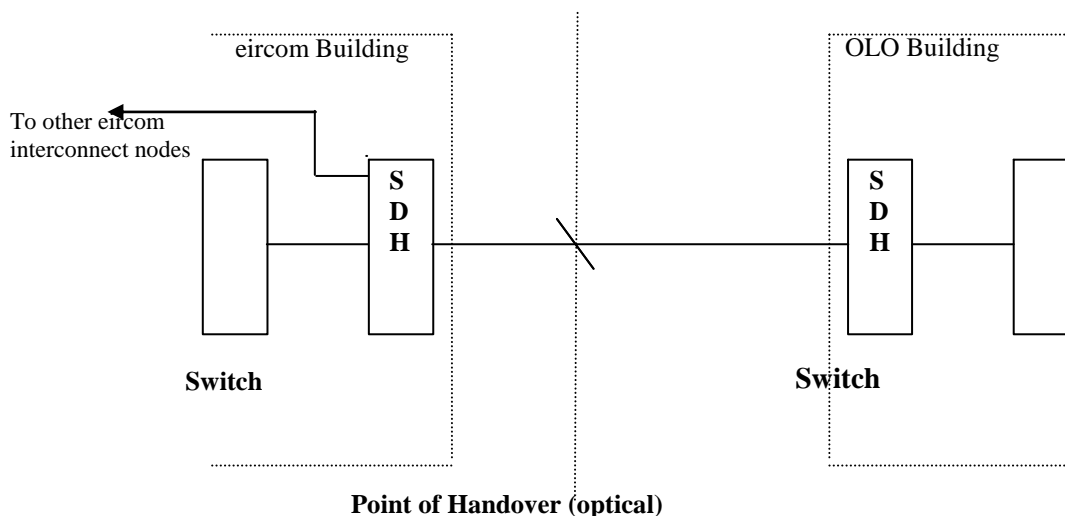 eircom Building
OLO Building
To other eircom
interconnect nodes
S
D
H
S
D
H
Switch
Switch
Point of Handover (optical)